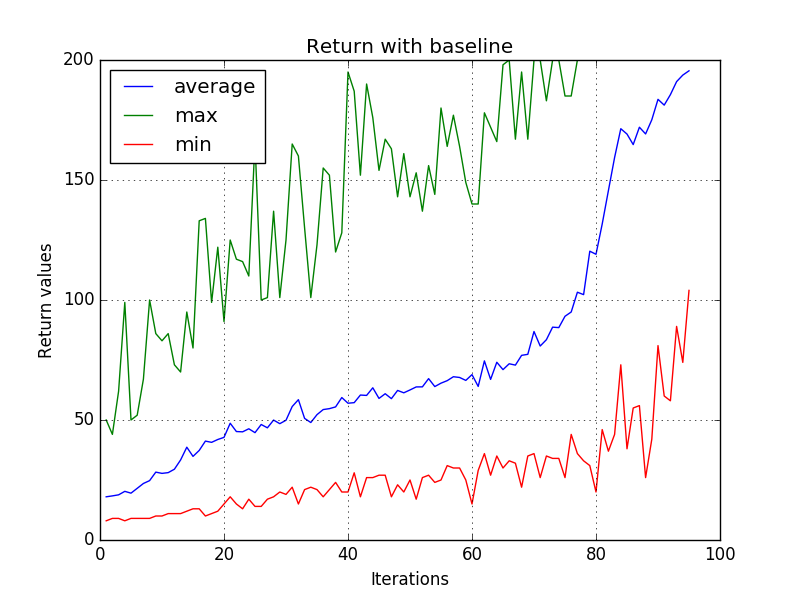 Return with baseline
average
max
min
Return values
200
150
100
50
0
0 20 40 60 80 100
Iterations